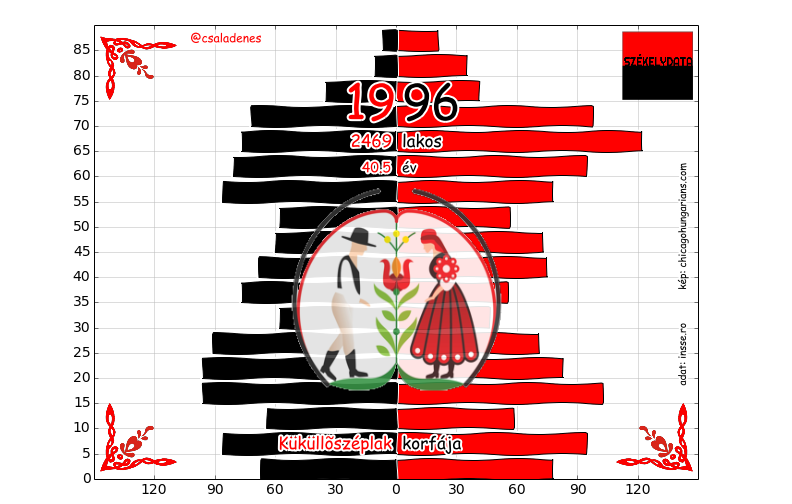 @csaladenes
SZÉKELYDATA
1996
2469 lakos
40.5 év
kép: chicagohungarians.com
adat: insse.ro
Küküllõszéplak korfája
85
80
75
70
65
60
55
50
45
40
35
30
25
20
15
10
5
0
120 90 60 30 0 30 60 90 120